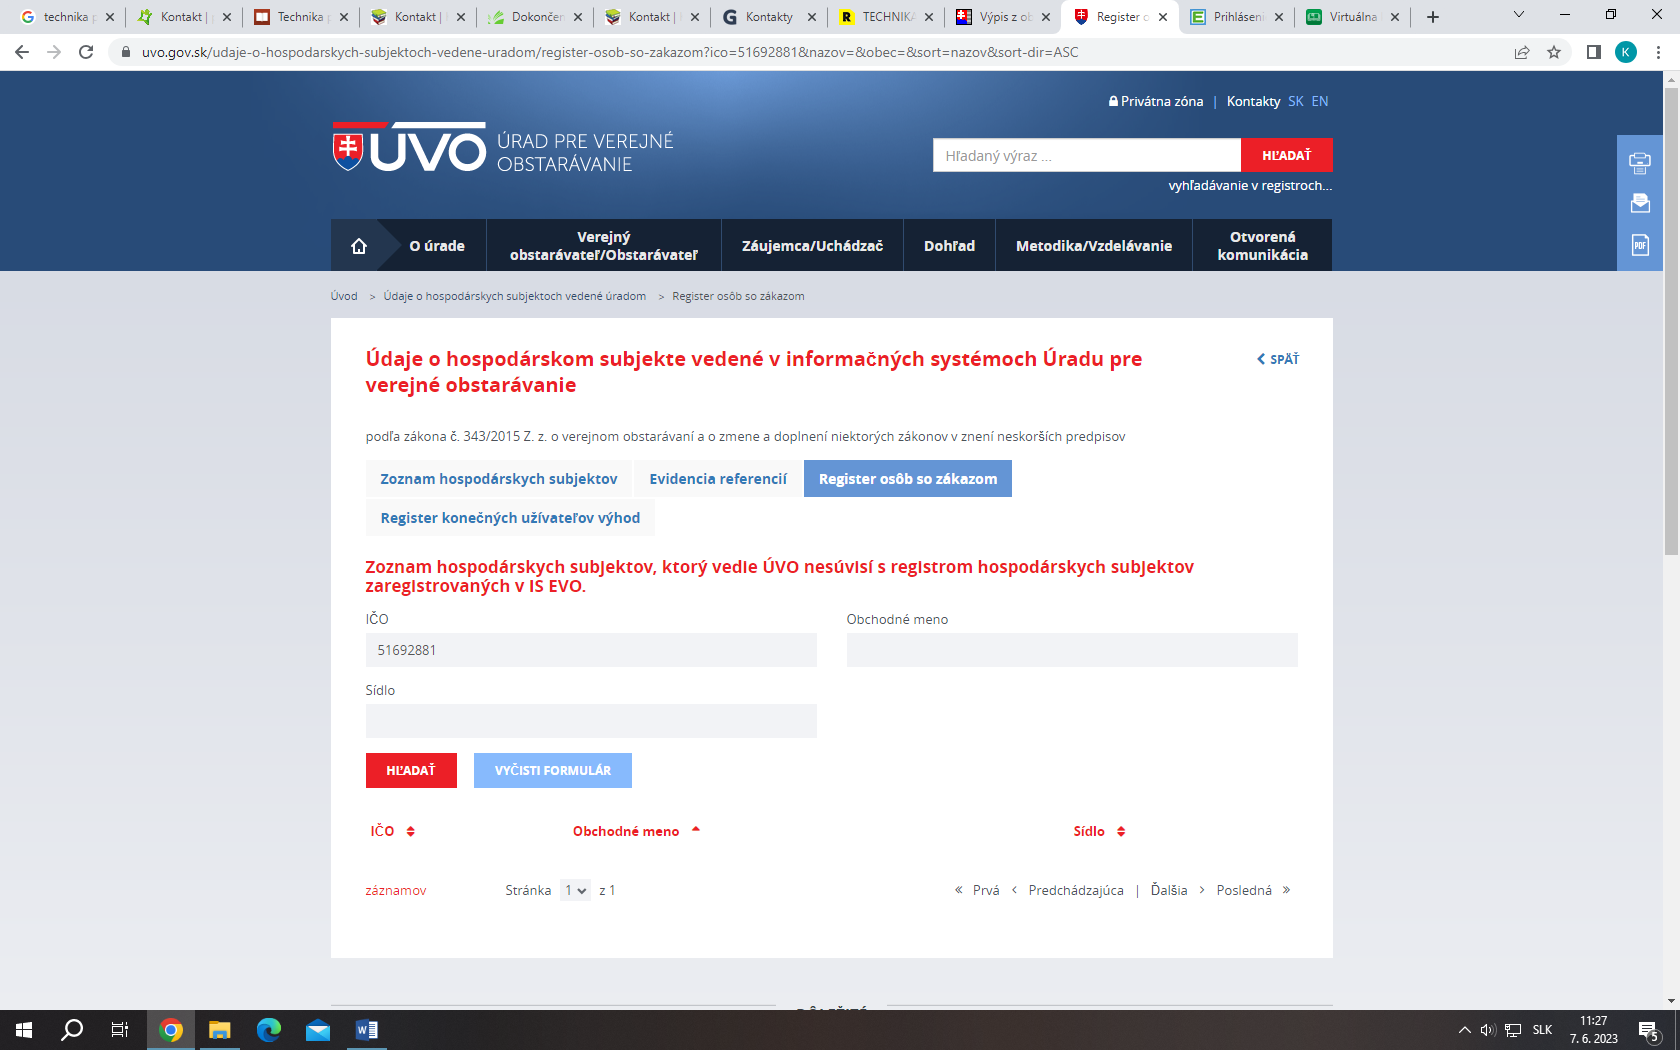 technika
Kontakt |
Technika
Kontakt |
Dokončen
Kontakt |
Kontakty
TECHNIKA
Výpis z ob
Register o
Prihláseni
Virtuálna
uvo.gov.sk/udaje-o-hospodarskych-subjektoch-vedene-uradom/register-osob-so-zakazom?ico=51692881&nazov=&obec=&sort=nazov&sort-dir=ASC
K
Privátna zóna | Kontakty SK EN
ÚVO ÚRAD PRE VEREJNÉ
OBSTARÁVANIE
Hľadaný výraz ... HĽADAŤ
vyhľadávanie v registroch...
PDF
O úrade
Verejný
obstarávateľ/Obstarávateľ
Záujemca/Uchádzač
Dohľad
Metodika/Vzdelávanie
Otvorená
komunikácia
Úvod > Údaje o hospodárskych subjektoch vedené úradom > Register osôb so zákazom
Údaje o hospodárskom subjekte vedené v informačných systémoch Úradu pre
verejné obstarávanie
SPÄŤ
podľa zákona č. 343/2015 Z. z. o verejnom obstarávaní a o zmene a doplnení niektorých zákonov v znení neskorších predpisov
Zoznam hospodárskych subjektov Evidencia referencií Register osôb so zákazom
Register konečných užívateľov výhod
Zoznam hospodárskych subjektov, ktorý vedie ÚVO nesúvisí s registrom hospodárskych subjektov
zaregistrovaných v IS EVO.
IČO Obchodné meno
51692881
Sídlo
HĽADAŤ VYČISTI FORMULÁR
IČO Obchodné meno Sídlo
záznamov Stránka 1 z 1 « Prvá ‹ Predchádzajúca | Ďalšia › Posledná »
SLK
11:27
7. 6. 2023
5